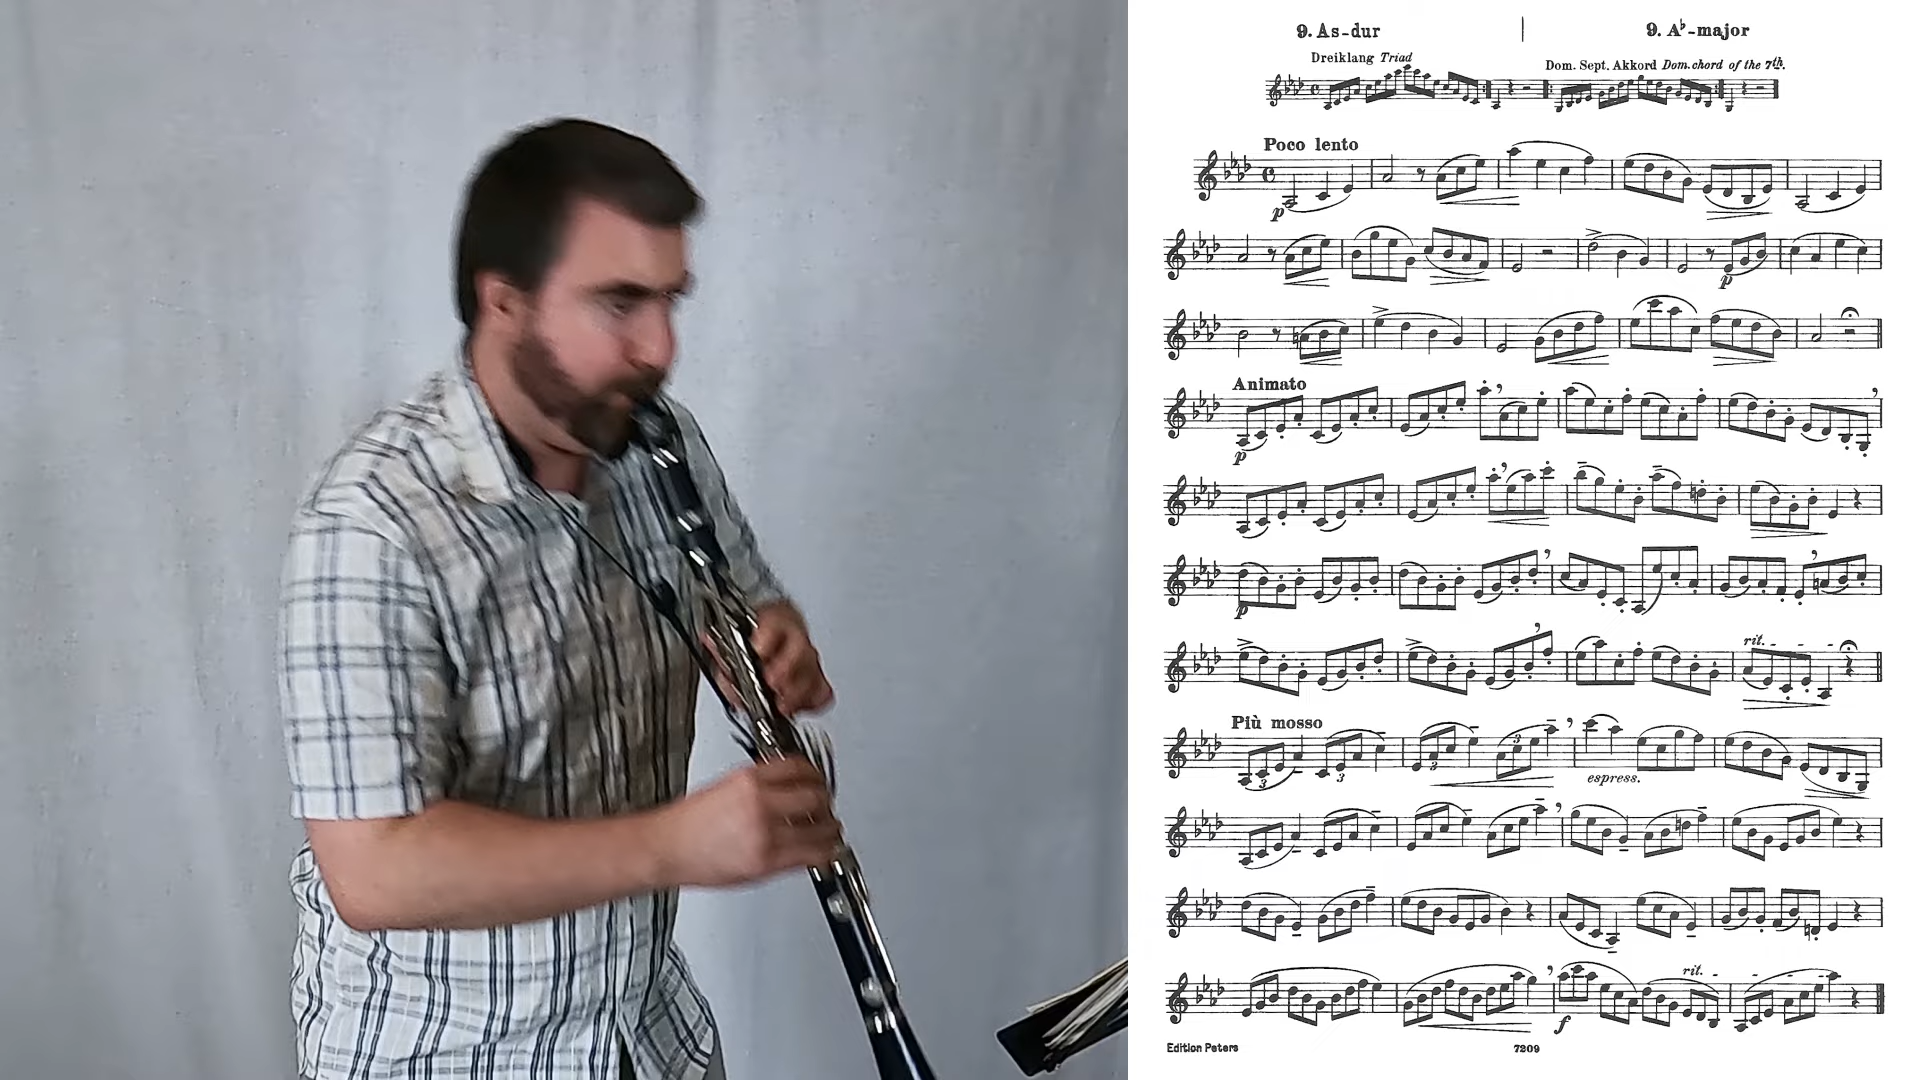 9. As-dur
9. A♭-major
Dreiklang Triad
Dom. Sept. Akkord Dom. chord of the 7th.
Poco lento
p
p
Animato
p
p
rit.
Più mosso
3 3 3 3
espress.
rit.
f
Edition Peters
7209